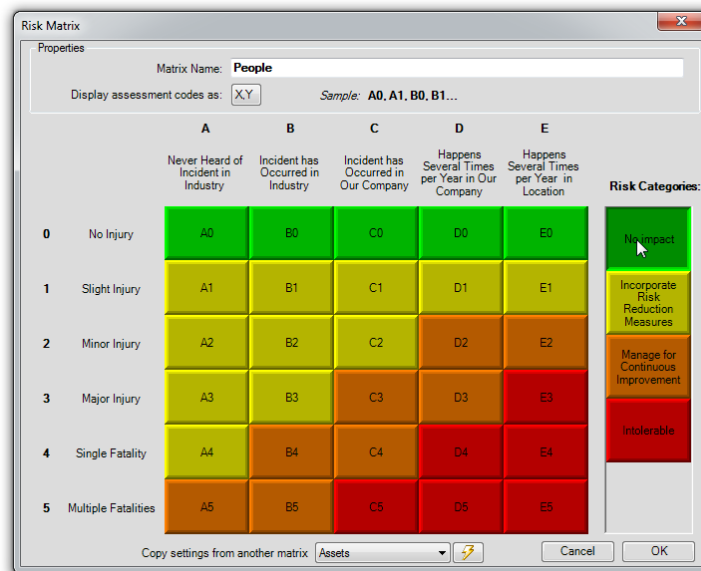 Risk Matrix
Properties
Matrix Name: People
Display assessment codes as: X,Y Sample: A0, A1, B0, B1...
A B C D E
Never Heard of Incident in Industry
Incident has Occurred in Industry
Incident has Occurred in Our Company
Happens Several Times per Year in Our Company
Happens Several Times per Year in Location
Risk Categories:
0 No Injury A0 B0 C0 D0 E0
1 Slight Injury A1 B1 C1 D1 E1
2 Minor Injury A2 B2 C2 D2 E2
3 Major Injury A3 B3 C3 D3 E3
4 Single Fatality A4 B4 C4 D4 E4
5 Multiple Fatalities A5 B5 C5 D5 E5
No impact
Incorporate
Risk
Reduction
Measures
Manage for
Continuous
Improvement
Intolerable
Copy settings from another matrix Assets Cancel OK